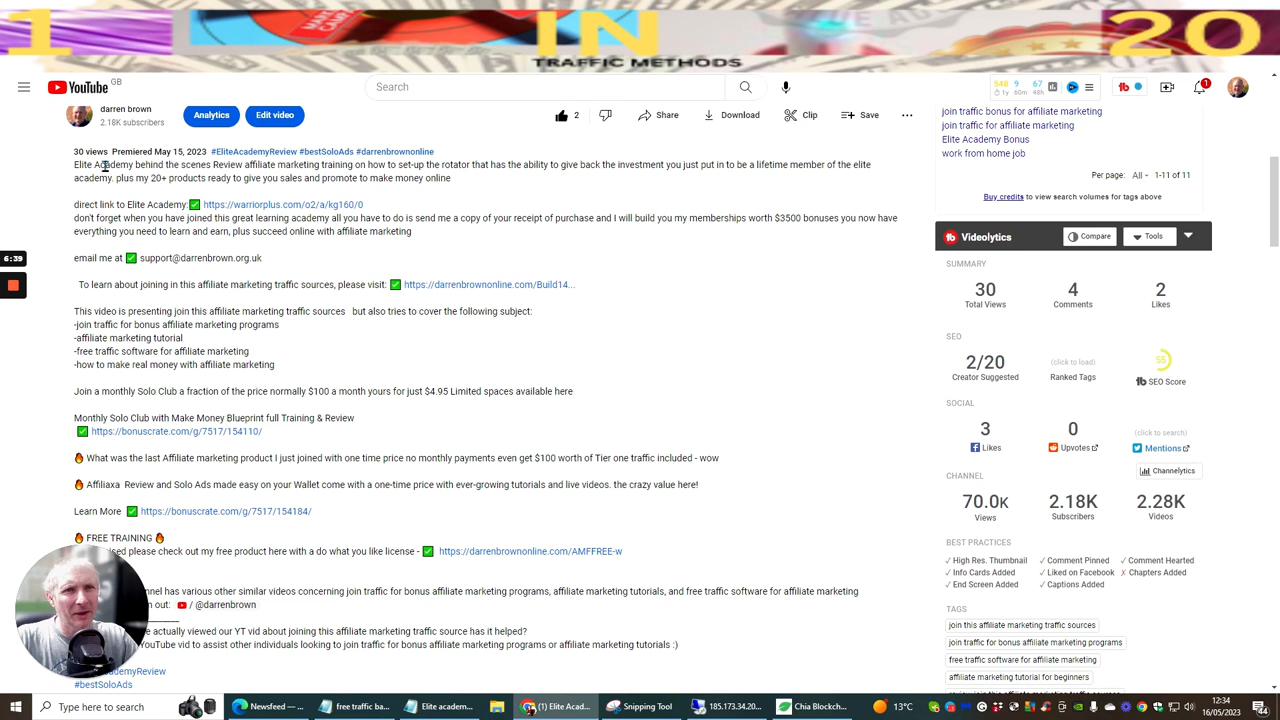 1 IN 20
TRAFFIC METHODS
YouTube GB
Search
548 9 67
1y 60m 48h
1
darren brown
2.18K subscribers
Analytics
Edit video
2
Share
Download
Clip
Save
30 views Premiered May 15, 2023 #EliteAcademyReview #bestSoloAds #darrenbrownonline
Elite Academy behind the scenes Review affiliate marketing training on how to set-up the rotator that has the ability to give back the investment you just put in to be a lifetime member of the elite
academy. plus my 20+ products ready to give you sales and promote to make money online
direct link to Elite Academy:✅ https://warriorplus.com/o2/a/kg160/0
don't forget when you have joined this great learning academy all you have to do is send me a copy of your receipt of purchase and I will build you my memberships worth $3500 bonuses you now have
everything you need to learn and earn, plus succeed online with affiliate marketing
email me at ✅ support@darrenbrown.org.uk
To learn about joining in this affiliate marketing traffic sources, please visit: ✅ https://darrenbrownonline.com/Build14...
This video is presenting join this affiliate marketing traffic sources but also tries to cover the following subject:
-join traffic for bonus affiliate marketing programs
-affiliate marketing tutorial
-free traffic software for affiliate marketing
-how to make real money with affiliate marketing
Join a monthly Solo Club a fraction of the price normally $100 a month yours for just $4.95 Limited spaces available here
Monthly Solo Club with Make Money Blueprint full Training & Review
✅ https://bonuscrate.com/g/7517/154110/
🔥 What was the last Affiliate marketing product I just joined with one time price no monthly payments even get $100 worth of Tier one traffic included - wow
🔥 Affiliaxa Review and Solo Ads made easy on your Wallet come with a one-time price with ever-growing tutorials and live videos. the crazy value here!
Learn More ✅ https://bonuscrate.com/g/7517/154184/
🔥 FREE TRAINING 🔥
ised please check out my free product here with a do what you like license - ✅ https://darrenbrownonline.com/AMFFREE-w
nnel has various other similar videos concerning join traffic for bonus affiliate marketing programs, affiliate marketing tutorials, and free traffic software for affiliate marketing
n out: / @darrenbrown
e actually viewed our YT vid about joining this affiliate marketing traffic source has it helped?
YouTube vid to assist other individuals looking to join traffic for bonus affiliate marketing programs or affiliate marketing tutorials :)
ademyReview
#bestSoloAds
join traffic bonus for affiliate marketing
join traffic for affiliate marketing
Elite Academy Bonus
work from home job
Per page: All 1-11 of 11
Buy credits to view search volumes for tags above
Videolytics
Compare
Tools
SUMMARY
30 4 2
Total Views Comments Likes
SEO
2/20 (click to load) 55
Creator Suggested Ranked Tags SEO Score
SOCIAL
3 0 (click to search)
Likes Upvotes Mentions
Channelytics
CHANNEL
70.0K 2.18K 2.28K
Views Subscribers Videos
BEST PRACTICES
✓ High Res. Thumbnail ✓ Comment Pinned ✓ Comment Hearted
✓ Info Cards Added ✓ Liked on Facebook ✗ Chapters Added
✓ End Screen Added ✓ Captions Added
TAGS
join this affiliate marketing traffic sources
join traffic for bonus affiliate marketing programs
free traffic software for affiliate marketing
affiliate marketing tutorial for beginners
6:39
Type here to search
Newsfeed — ...
free traffic ba...
Elite academ...
(1) Elite Acad...
Snipping Tool
185.173.34.20...
Chia Blockch...
13°C
12:34
16/05/2023
44